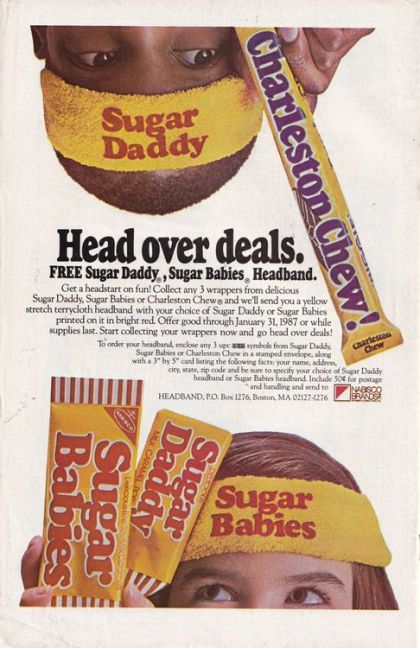 Sugar
Daddy
Charleston Chew!
Charleston
Chew
Head over deals.
FREE Sugar Daddy®, Sugar Babies® Headband.
Get a headstart on fun! Collect any 3 wrappers from delicious
Sugar Daddy, Sugar Babies or Charleston Chew® and we'll send you a yellow
stretch terrycloth headband with your choice of Sugar Daddy or Sugar Babies
printed on it in bright red. Offer good through January 31, 1987 or while
supplies last. Start collecting your wrappers now and go head over deals!
To order your headband, enclose any 3 upc symbols from Sugar Daddy,
Sugar Babies or Charleston Chew in a stamped envelope, along
with a 3" by 5" card listing the following facts: your name, address,
city, state, zip code and be sure to specify your choice of Sugar Daddy
headband or Sugar Babies headband. Include 50¢ for postage
and handling and send to
HEADBAND, P.O. Box 1276, Boston, MA 02127-1276
NABISCO
BRANDS
NABISCO
Sugar
Babies
Sugar
Daddy
MILK CARAMEL POP
Sugar
Babies